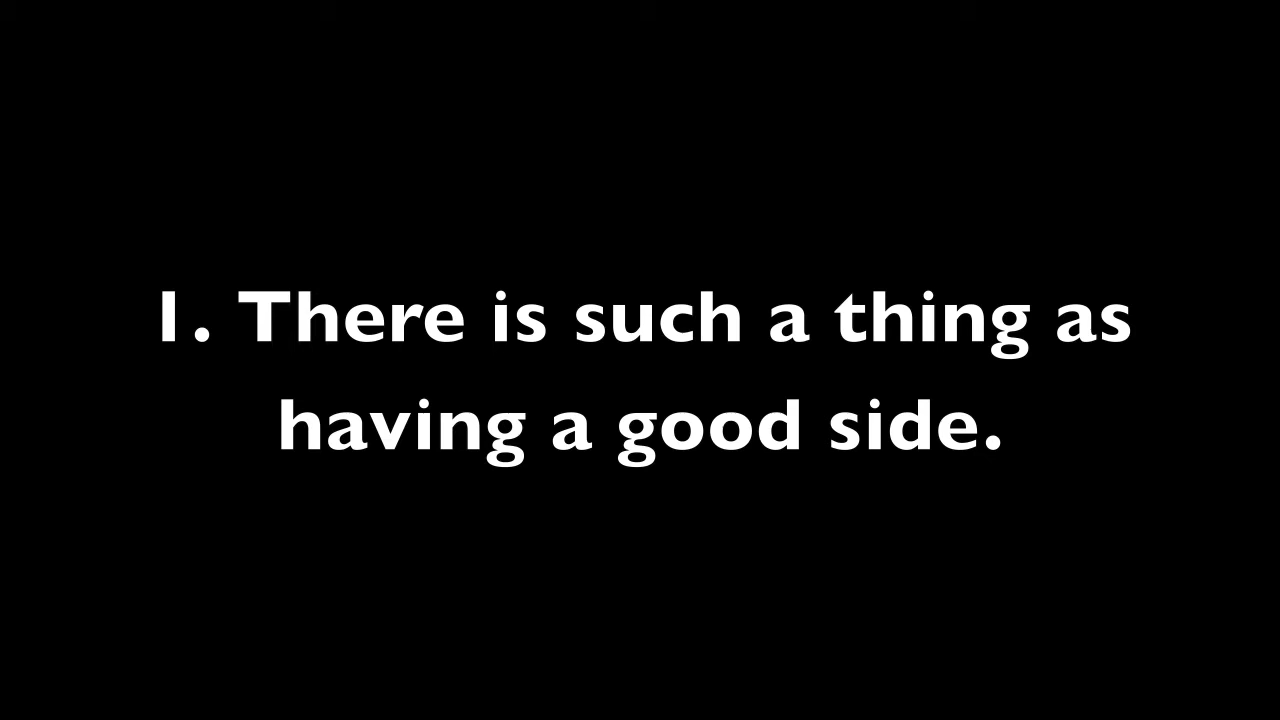 1. There is such a thing as
having a good side.